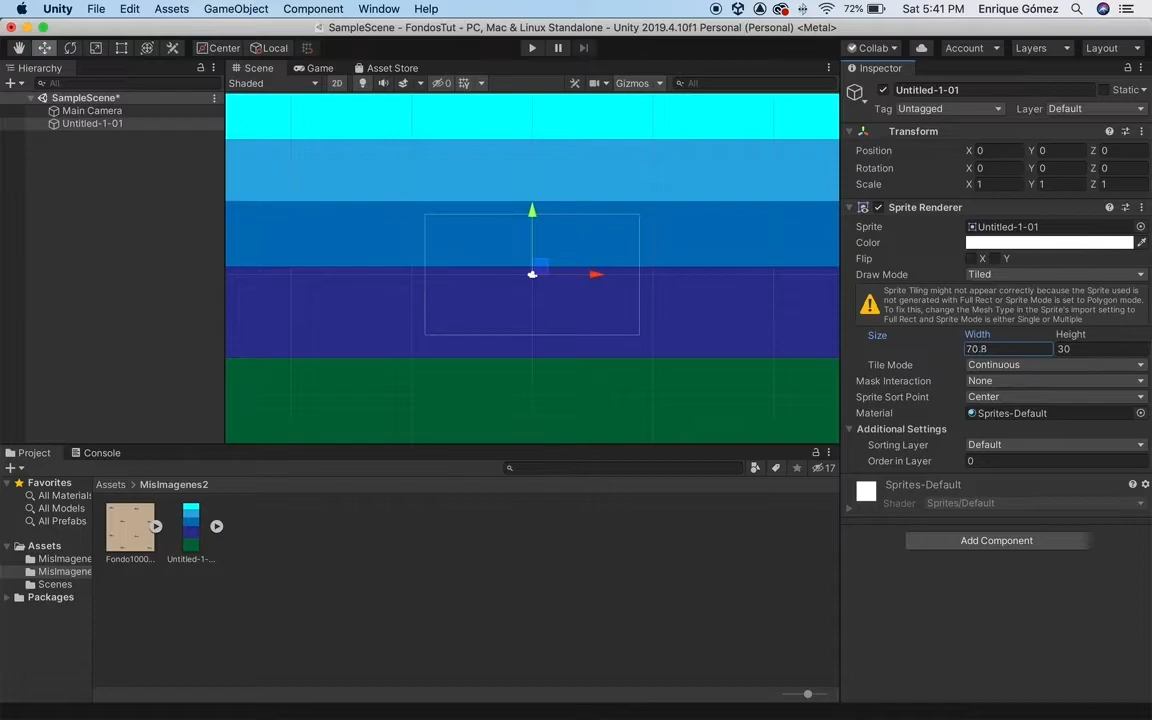 Unity File Edit Assets GameObject Component Window Help 72% Sat 5:41 PM Enrique Gómez
SampleScene - FondosTut - PC, Mac & Linux Standalone - Unity 2019.4.10f1 Personal (Personal) <Metal>
Center Local Collab Account Layers Layout
Hierarchy Scene Game Asset Store Inspector
All Shaded 2D Gizmos All
SampleScene*
Main Camera
Untitled-1-01
Untitled-1-01 Static
Tag Untagged Layer Default
Transform
Position X 0 Y 0 Z 0
Rotation X 0 Y 0 Z 0
Scale X 1 Y 1 Z 1
Sprite Renderer
Sprite Untitled-1-01
Color
Flip X Y
Draw Mode Tiled
Sprite Tiling might not appear correctly because the Sprite used is
not generated with Full Rect or Sprite Mode is set to Polygon mode.
To fix this, change the Mesh Type in the Sprite's import setting to
Full Rect and Sprite Mode is either Single or Multiple
Size Width Height
70.8 30
Tile Mode Continuous
Mask Interaction None
Sprite Sort Point Center
Material Sprites-Default
Additional Settings
Sorting Layer Default
Order in Layer 0
Sprites-Default
Shader Sprites/Default
Add Component
Project Console
17
Favorites
All Materials
All Models
All Prefabs
Assets
MisImagene
MisImagene
Scenes
Packages
Assets > MisImagenes2
Fondo1000... Untitled-1-...